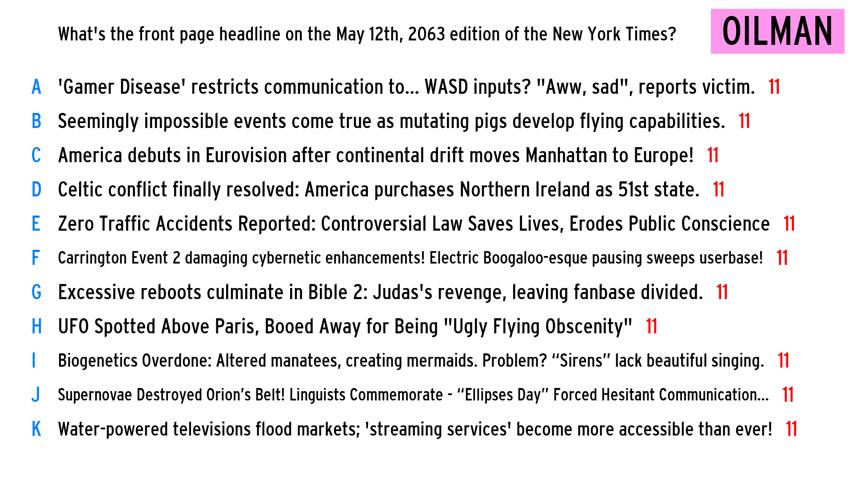 What's the front page headline on the May 12th, 2063 edition of the New York Times?
OILMAN
A 'Gamer Disease' restricts communication to... WASD inputs? "Aww, sad", reports victim. 11
B Seemingly impossible events come true as mutating pigs develop flying capabilities. 11
C America debuts in Eurovision after continental drift moves Manhattan to Europe! 11
D Celtic conflict finally resolved: America purchases Northern Ireland as 51st state. 11
E Zero Traffic Accidents Reported: Controversial Law Saves Lives, Erodes Public Conscience 11
F Carrington Event 2 damaging cybernetic enhancements! Electric Boogaloo-esque pausing sweeps userbase! 11
G Excessive reboots culminate in Bible 2: Judas's revenge, leaving fanbase divided. 11
H UFO Spotted Above Paris, Booed Away for Being "Ugly Flying Obscenity" 11
I Biogenetics Overdone: Altered manatees, creating mermaids. Problem? “Sirens” lack beautiful singing. 11
J Supernovae Destroyed Orion’s Belt! Linguists Commemorate - “Ellipses Day” Forced Hesitant Communication... 11
K Water-powered televisions flood markets; 'streaming services' become more accessible than ever! 11